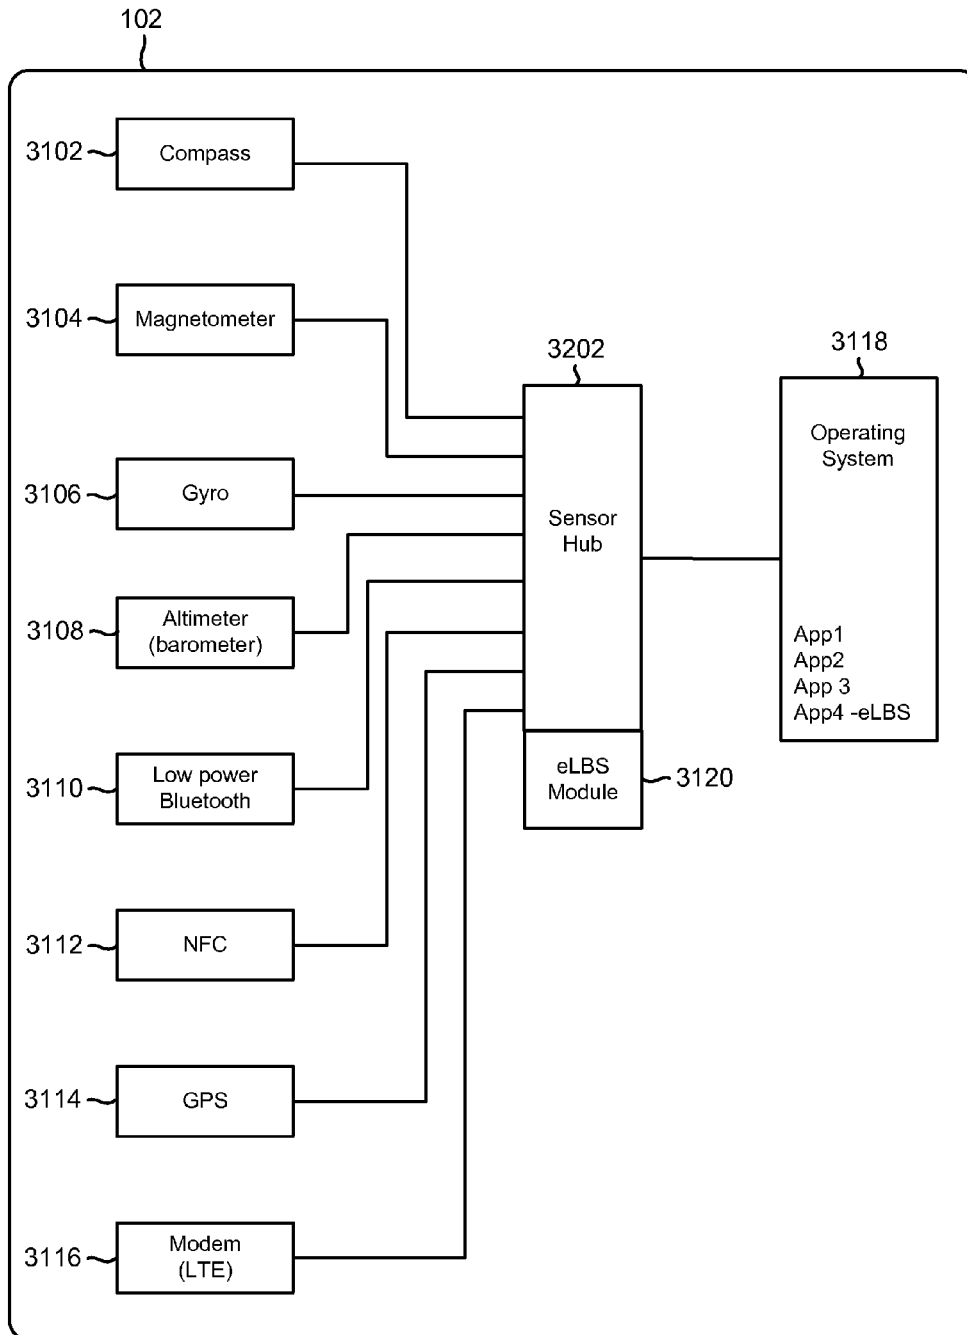 102
3102
Compass
3104
Magnetometer
3202
3118
Operating
System
3106
Gyro
Sensor
Hub
3108
Altimeter
(barometer)
App1
App2
App 3
App4 -eLBS
3110
Low power
Bluetooth
eLBS
Module
3120
3112
NFC
3114
GPS
3116
Modem
(LTE)